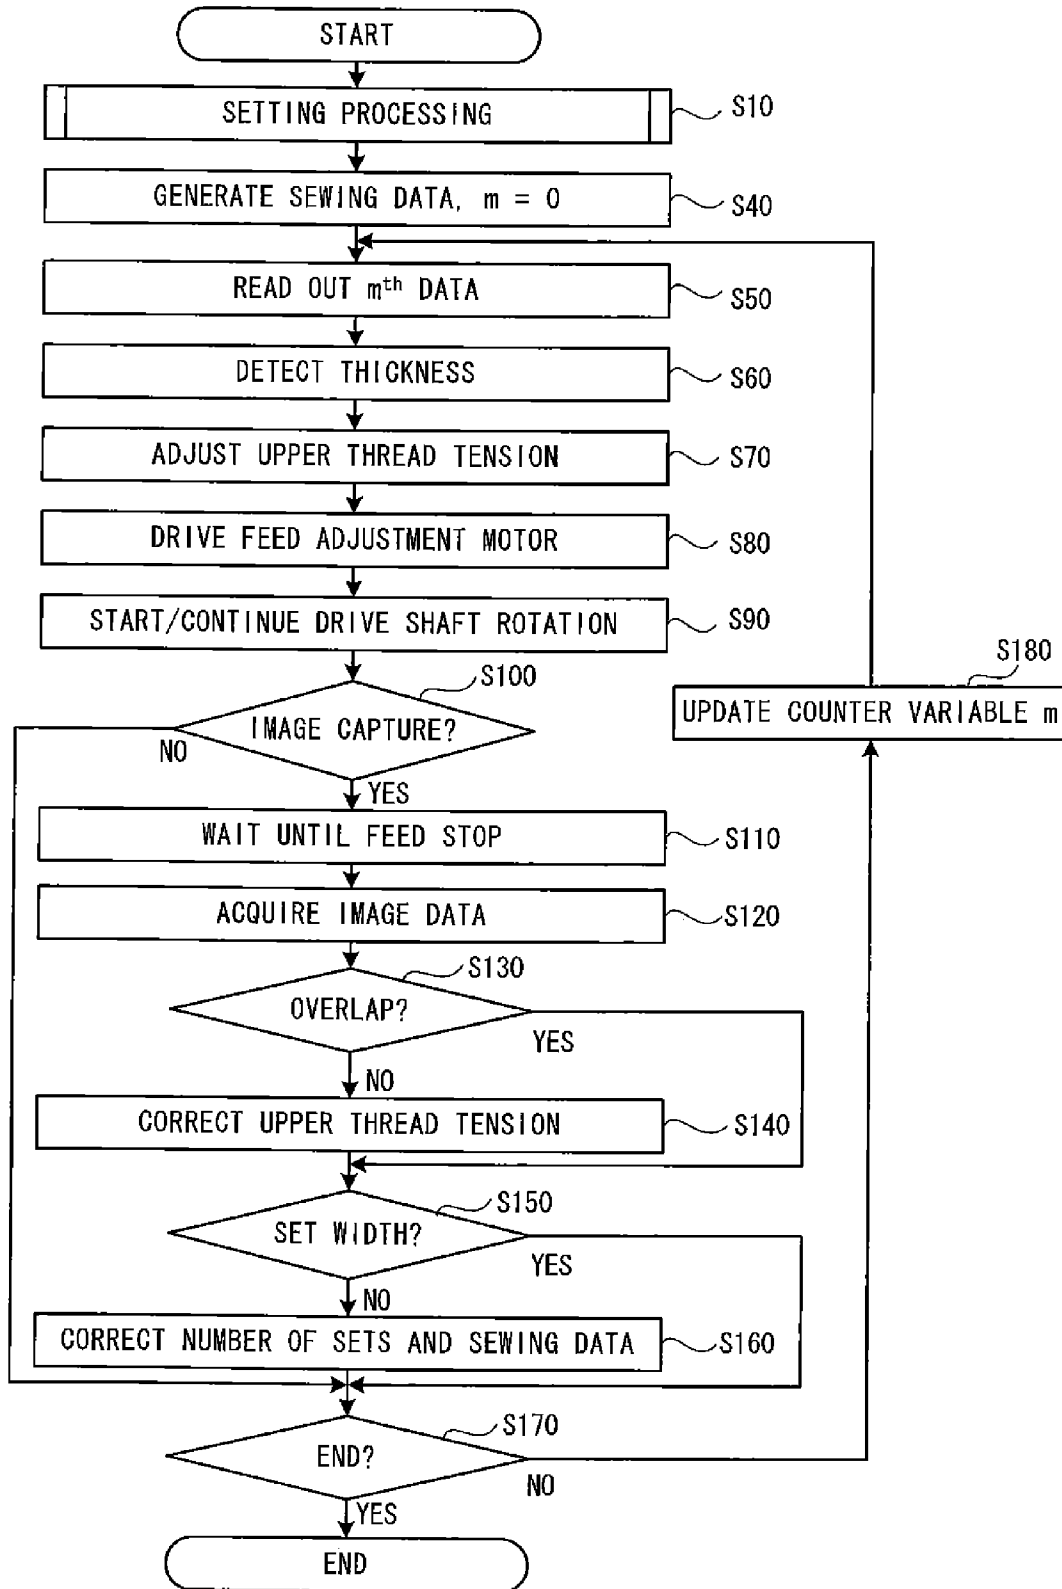 START
SETTING PROCESSING
S10
GENERATE SEWING DATA, m = 0
S40
READ OUT mth DATA
S50
DETECT THICKNESS
S60
ADJUST UPPER THREAD TENSION
S70
DRIVE FEED ADJUSTMENT MOTOR
S80
START/CONTINUE DRIVE SHAFT ROTATION
S90
S100
IMAGE CAPTURE?
NO
YES
S180
UPDATE COUNTER VARIABLE m
WAIT UNTIL FEED STOP
S110
ACQUIRE IMAGE DATA
S120
S130
OVERLAP?
YES
NO
CORRECT UPPER THREAD TENSION
S140
S150
SET WIDTH?
YES
NO
CORRECT NUMBER OF SETS AND SEWING DATA
S160
S170
END?
NO
YES
END